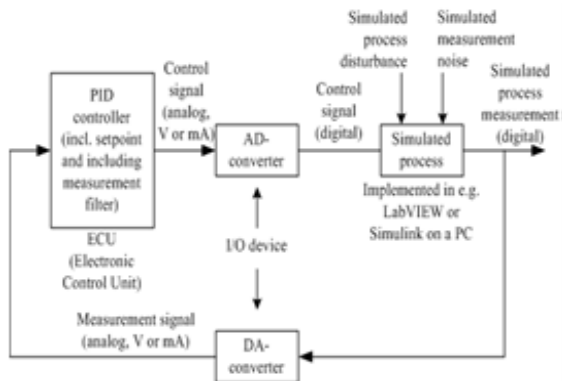 PID
controller
(incl. setpoint
and including
measurement
filter)
ECU
(Electronic
Control Unit)
Control
signal
(analog,
V or mA)
AD-
converter
I/O device
Control
signal
(digital)
Simulated
process
disturbance
Simulated
measurement
noise
Simulated
process
Implemented in e.g.
LabVIEW or
Simulink on a PC
Simulated
process
measurement
(digital)
Measurement signal
(analog, V or mA)
DA-
converter